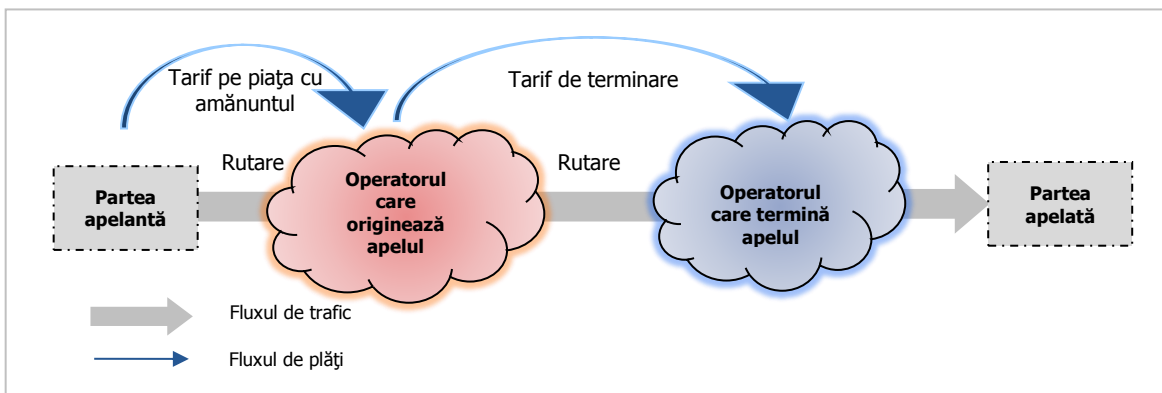 Tarif pe piaţa cu
amănuntul
Tarif de terminare
Rutare
Rutare
Partea
apelantă
Operatorul
care
originează
apelul
Operatorul
care termină
apelul
Partea
apelată
Fluxul de trafic
Fluxul de plăţi